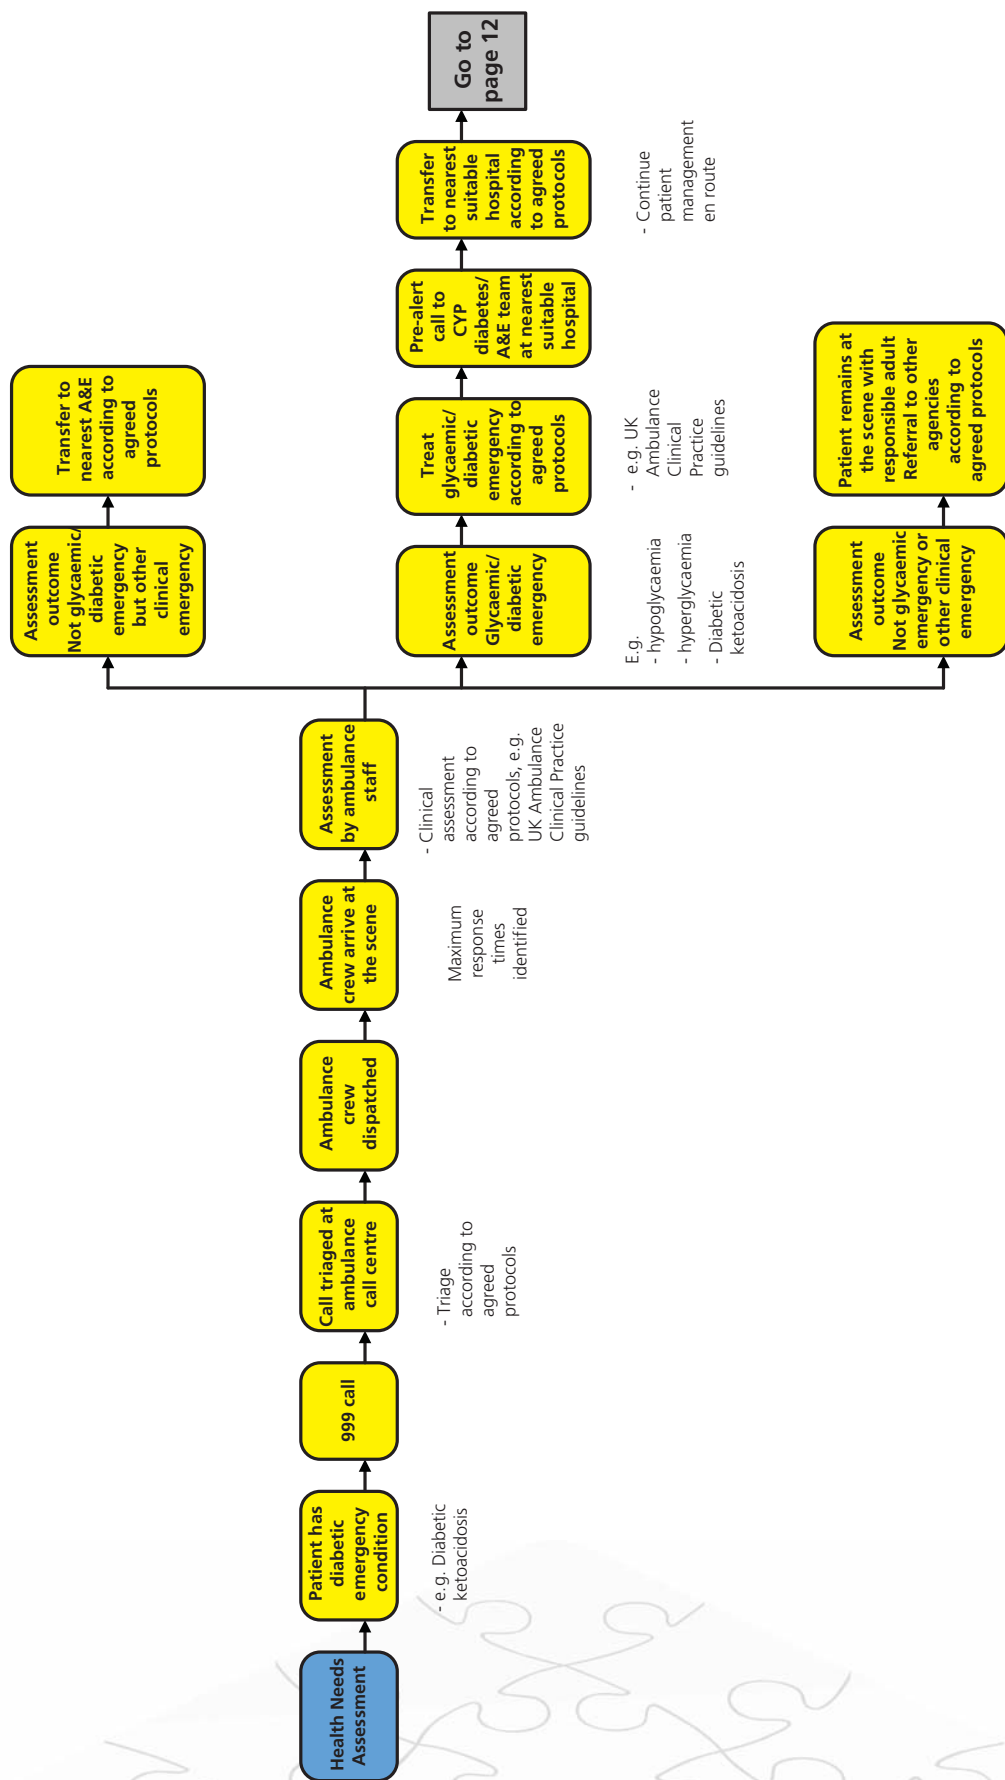 Health Needs
Assessment
Patient has
diabetic
emergency
condition
- e.g. Diabetic
ketoacidosis
999 call
Call triaged at
ambulance
call centre
- Triage
according to
agreed
protocols
Ambulance
crew
dispatched
Ambulance
crew arrive at
the scene
Maximum
response
times
identified
Assessment
by ambulance
staff
- Clinical
assessment
according to
agreed
protocols, e.g.
UK Ambulance
Clinical Practice
guidelines
Assessment
outcome
Not glycaemic/
diabetic
emergency
but other
clinical
emergency
Transfer to
nearest A&E
according to
agreed
protocols
Assessment
outcome
Glycaemic/
diabetic
emergency
E.g.
- hypoglycaemia
- hyperglycaemia
- Diabetic
ketoacidosis
Treat
glycaemic/
diabetic
emergency
according to
agreed
protocols
- e.g. UK
Ambulance
Clinical
Practice
guidelines
Pre-alert
call to
CYP
diabetes/
A&E team
at nearest
suitable
hospital
Transfer
to nearest
suitable
hospital
according
to agreed
protocols
- Continue
patient
management
en route
Go to
page 12
Assessment
outcome
Not glycaemic
emergency or
other clinical
emergency
Patient remains at
the scene with
responsible adult
Referral to other
agencies
according to
agreed protocols